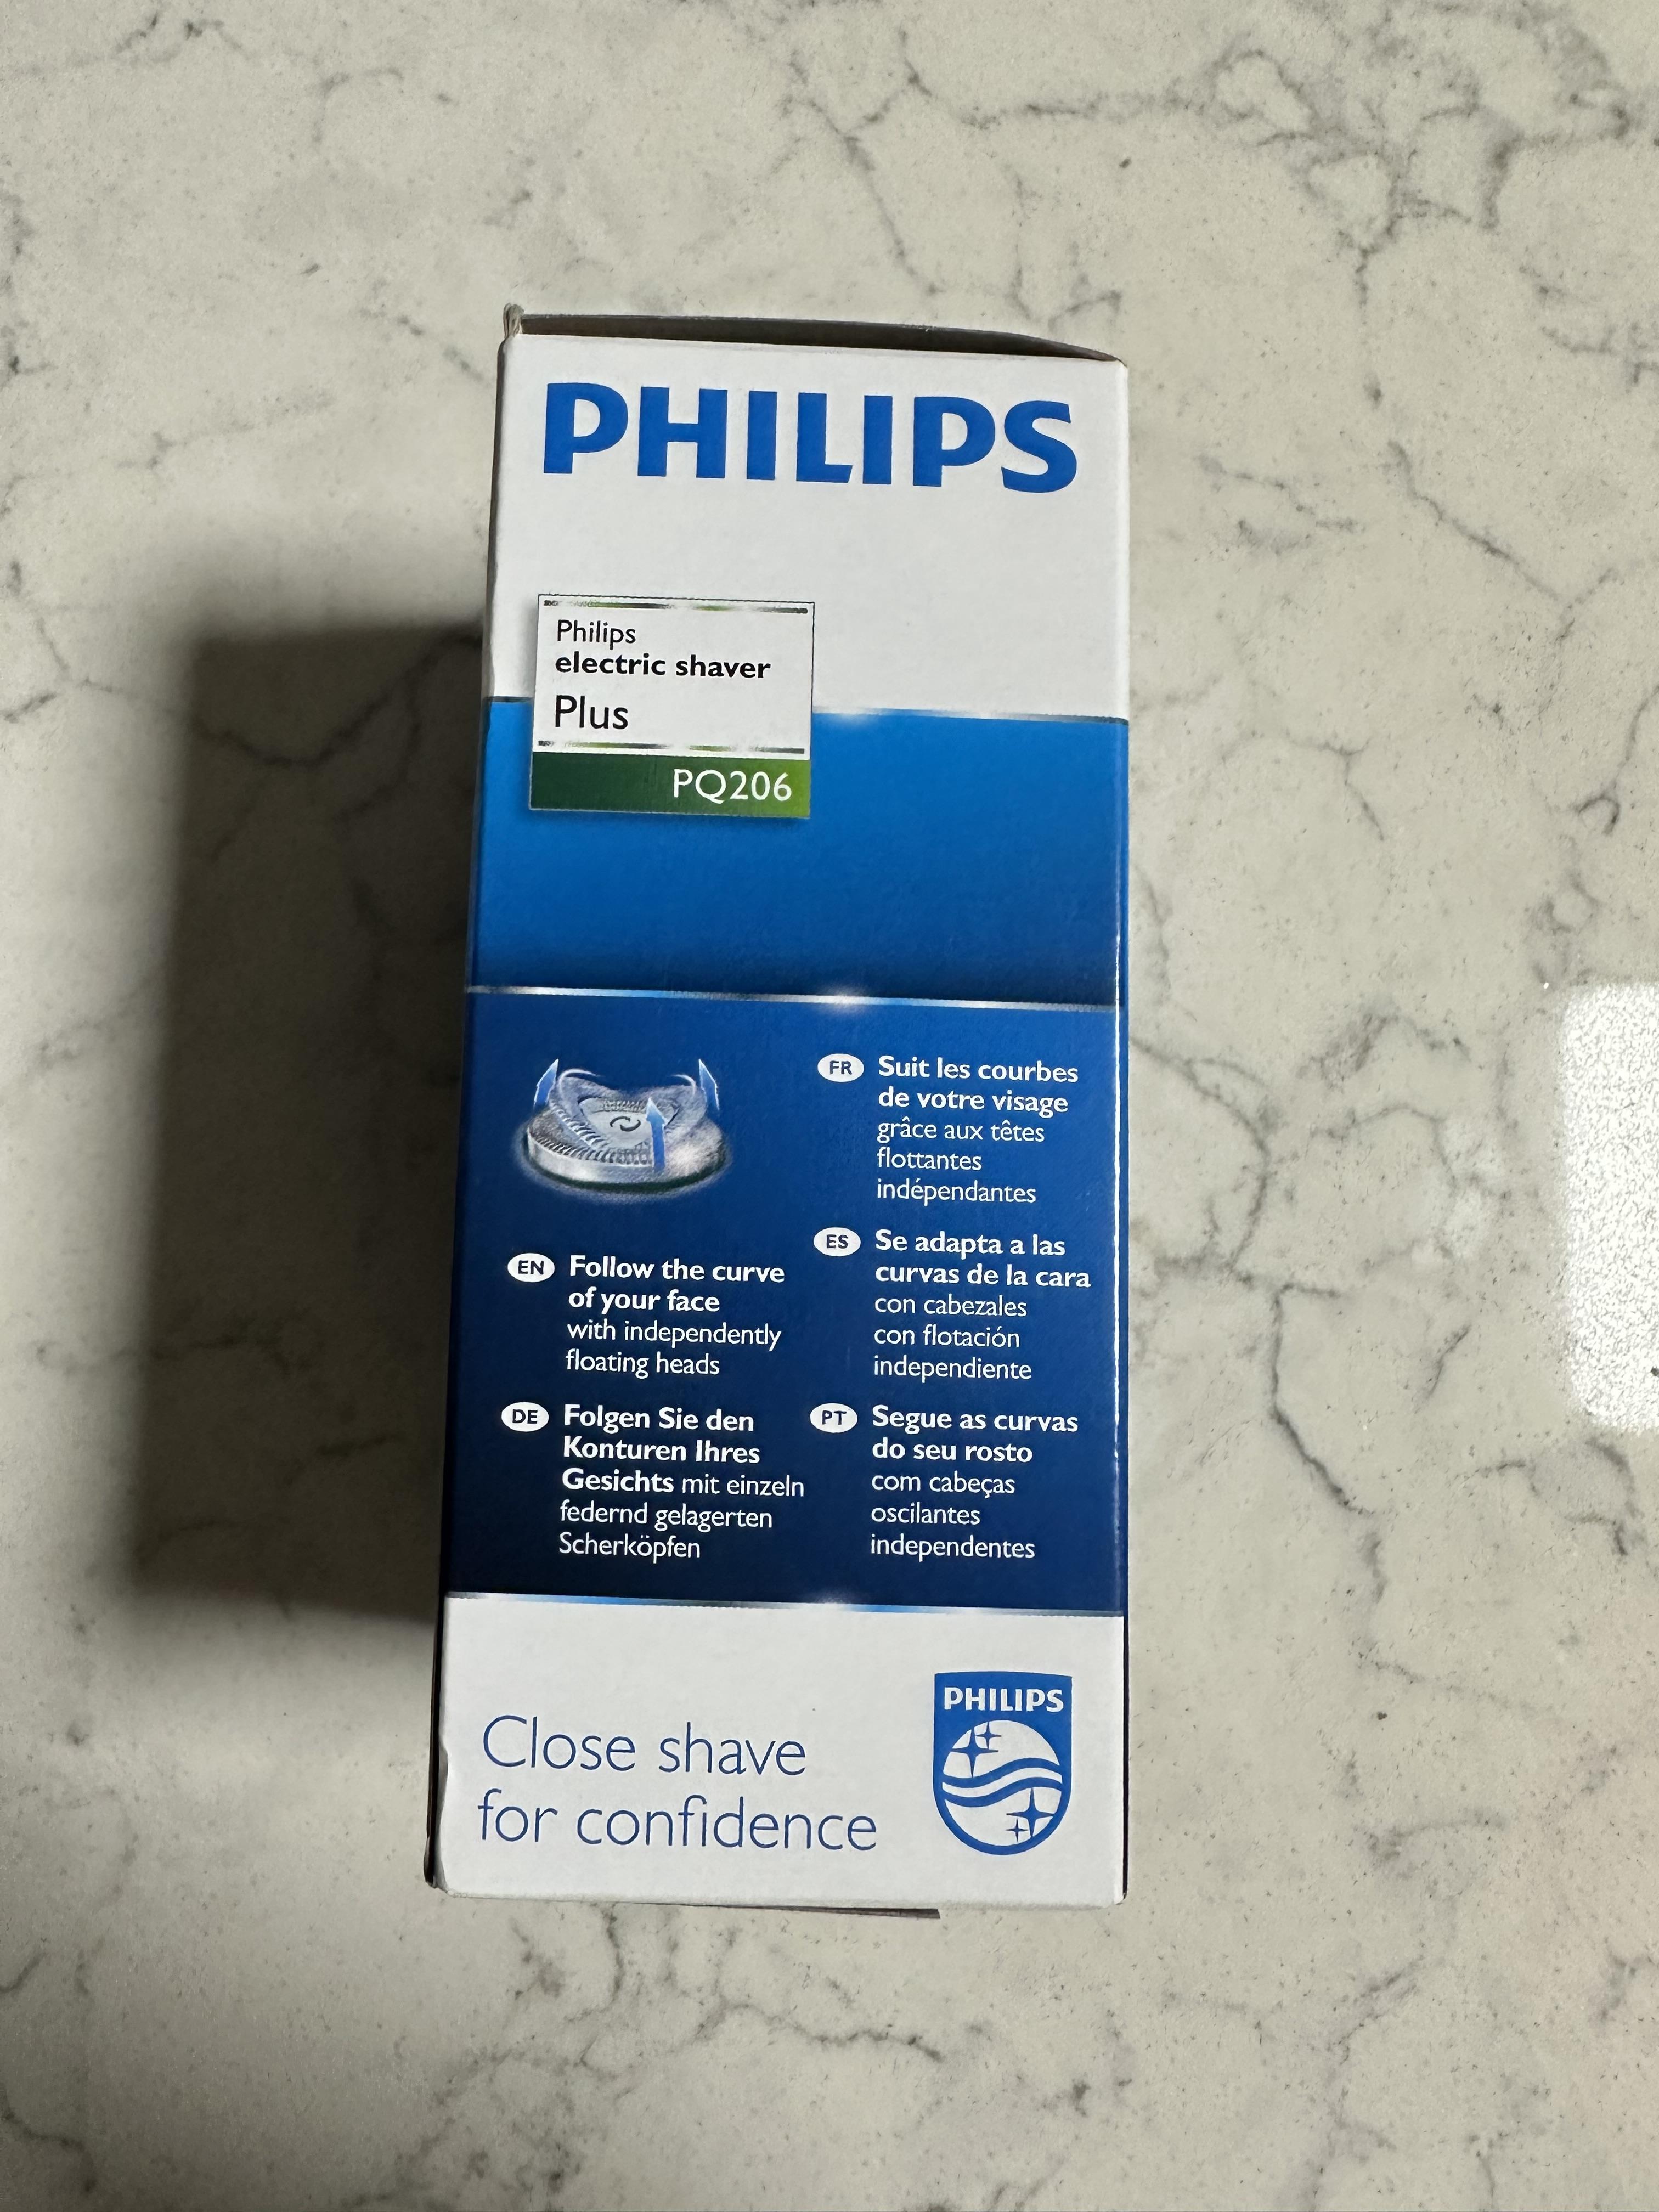 PHILIPS
Philips
electric shaver
Plus
PQ206
EN Follow the curve
of your face
with independently
floating heads
DE Folgen Sie den
Konturen Ihres
Gesichts mit einzeln
federnd gelagerten
Scherköpfen
FR Suit les courbes
de votre visage
grâce aux têtes
flottantes
indépendantes
ES Se adapta a las
curvas de la cara
con cabezales
con flotación
independiente
PT Segue as curvas
do seu rosto
com cabeças
oscilantes
independentes
Close shave
for confidence
PHILIPS